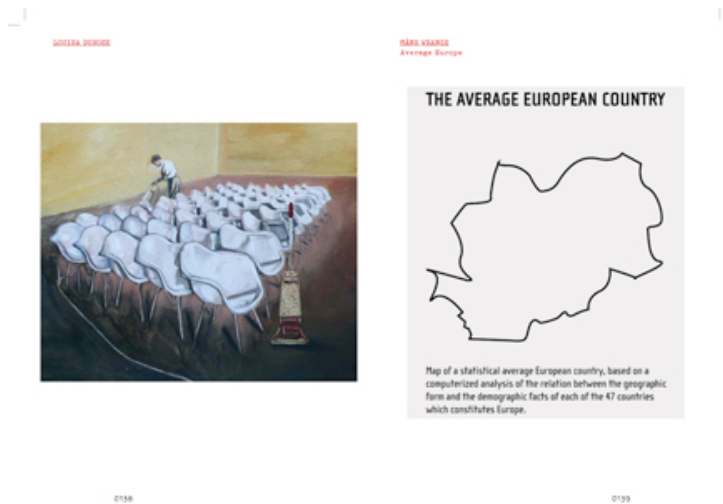 MÅNS WRANGE
Average Europe
THE AVERAGE EUROPEAN COUNTRY
Map of a statistical average European country, based on a
computerized analysis of the relation between the geographic
form and the demographic facts of each of the 47 countries
which constitutes Europe.
0138
0139